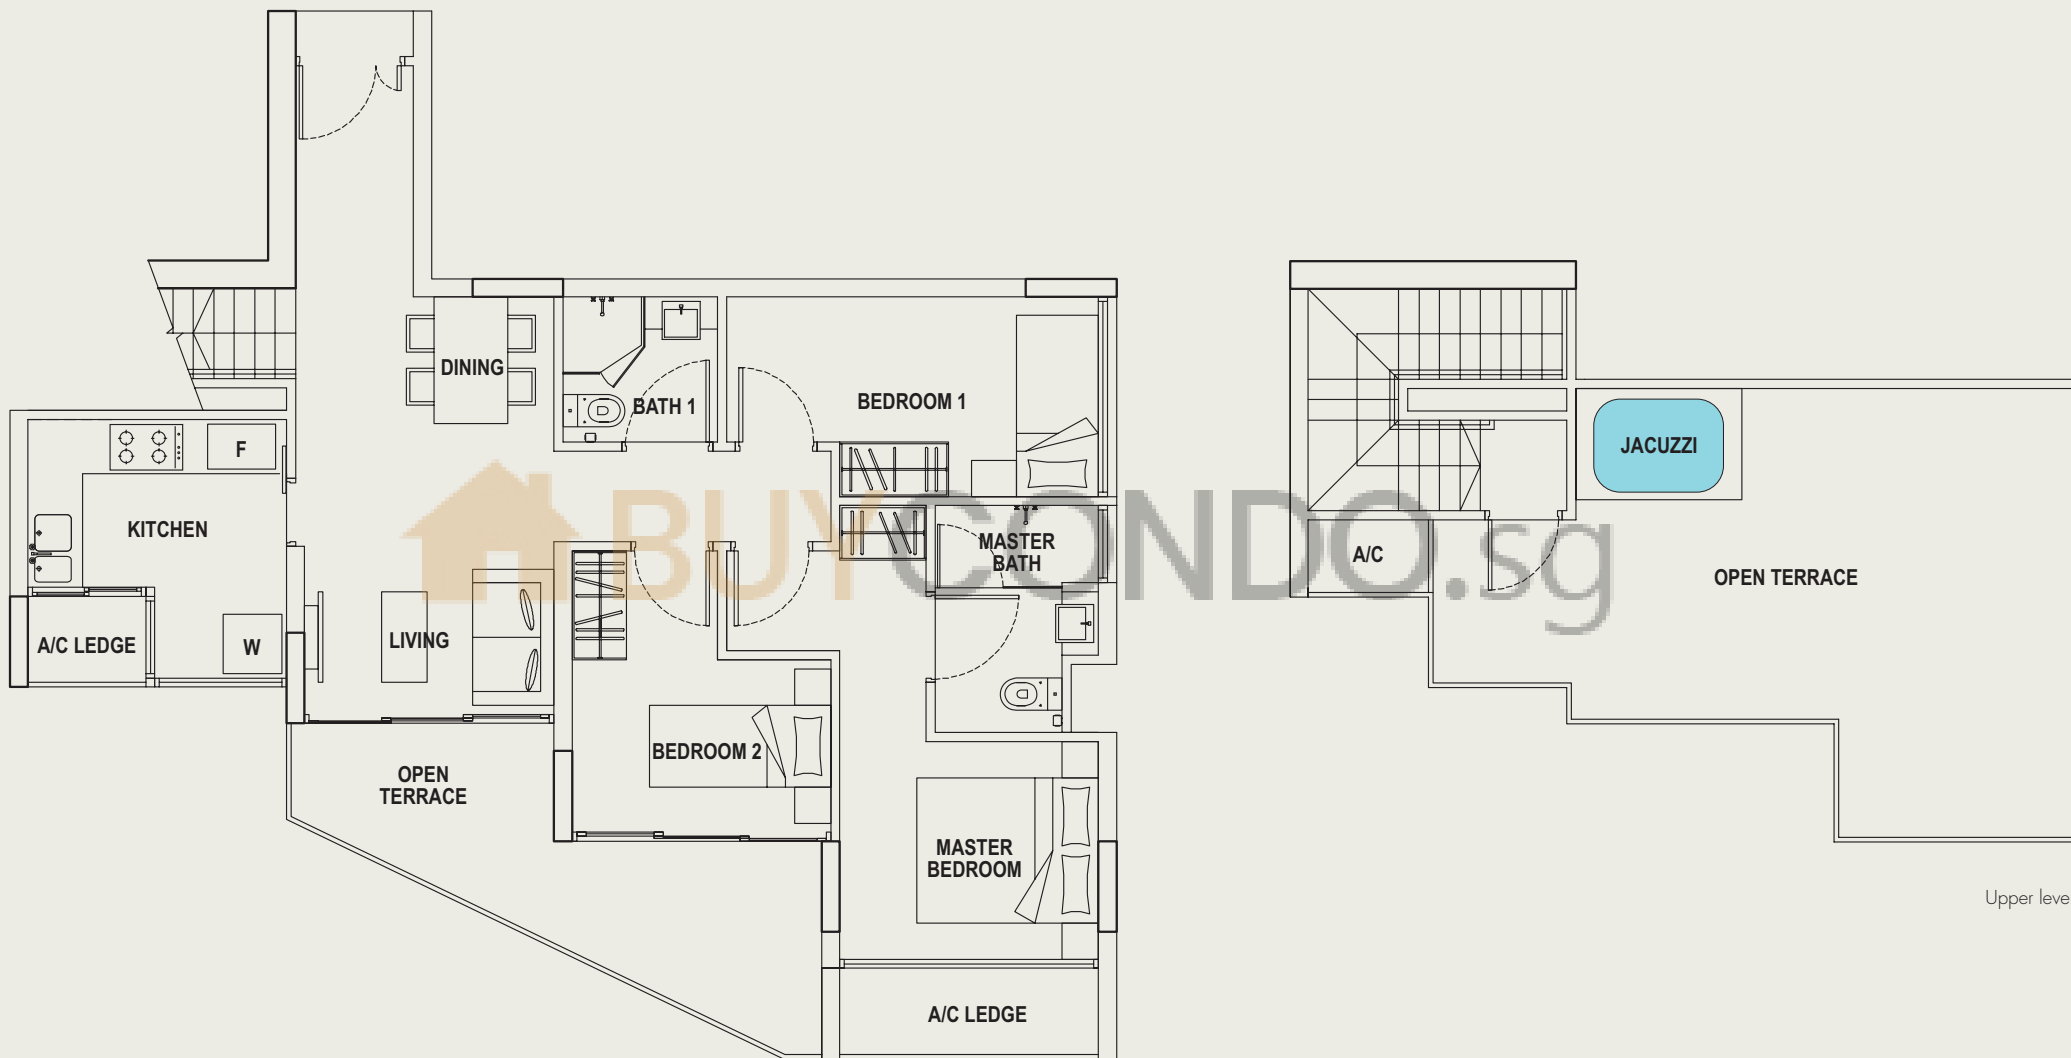 DINING
BATH 1
BEDROOM 1
F
KITCHEN
MASTER
BATH
A/C LEDGE
W
LIVING
BEDROOM 2
OPEN
TERRACE
MASTER
BEDROOM
A/C LEDGE
JACUZZI
A/C
OPEN TERRACE
Upper leve
BUYCONDO.sg